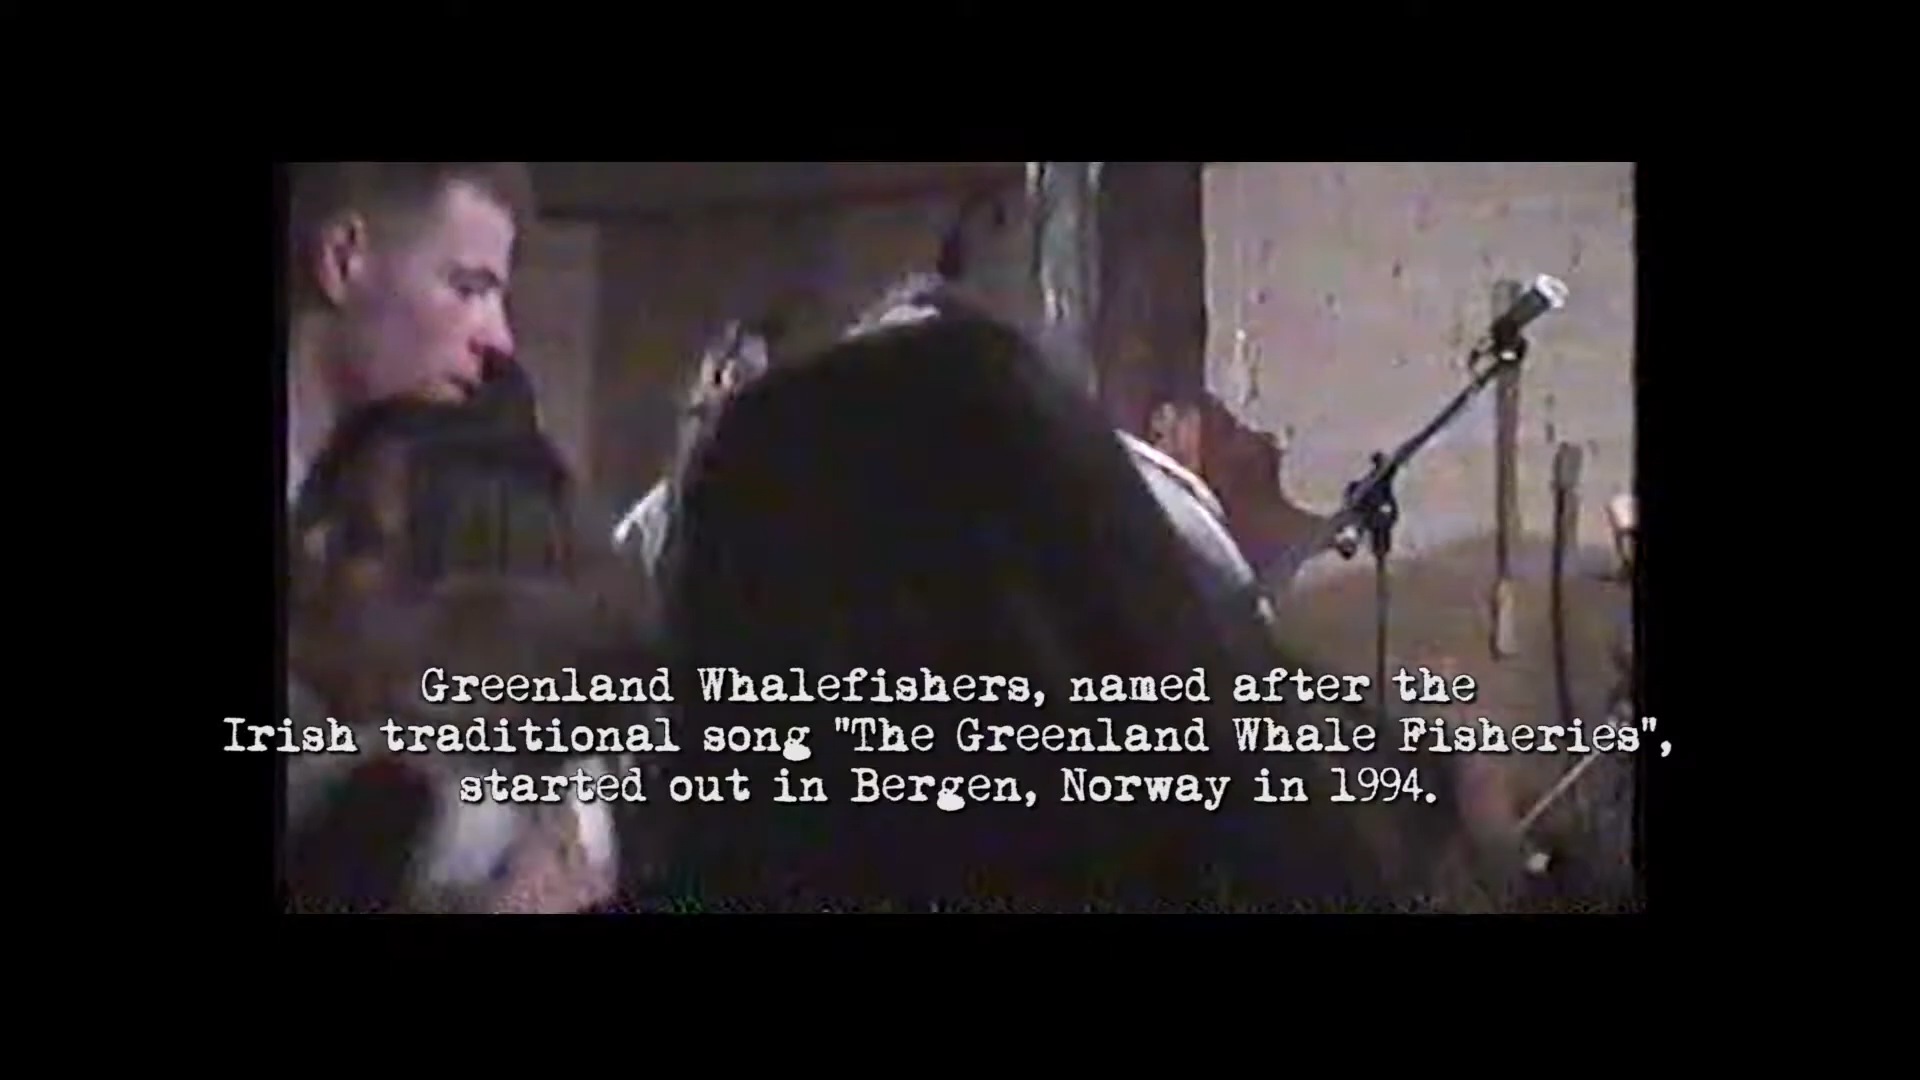 Greenland Whalefishers, named after the
Irish traditional song "The Greenland Whale Fisheries",
started out in Bergen, Norway in 1994.